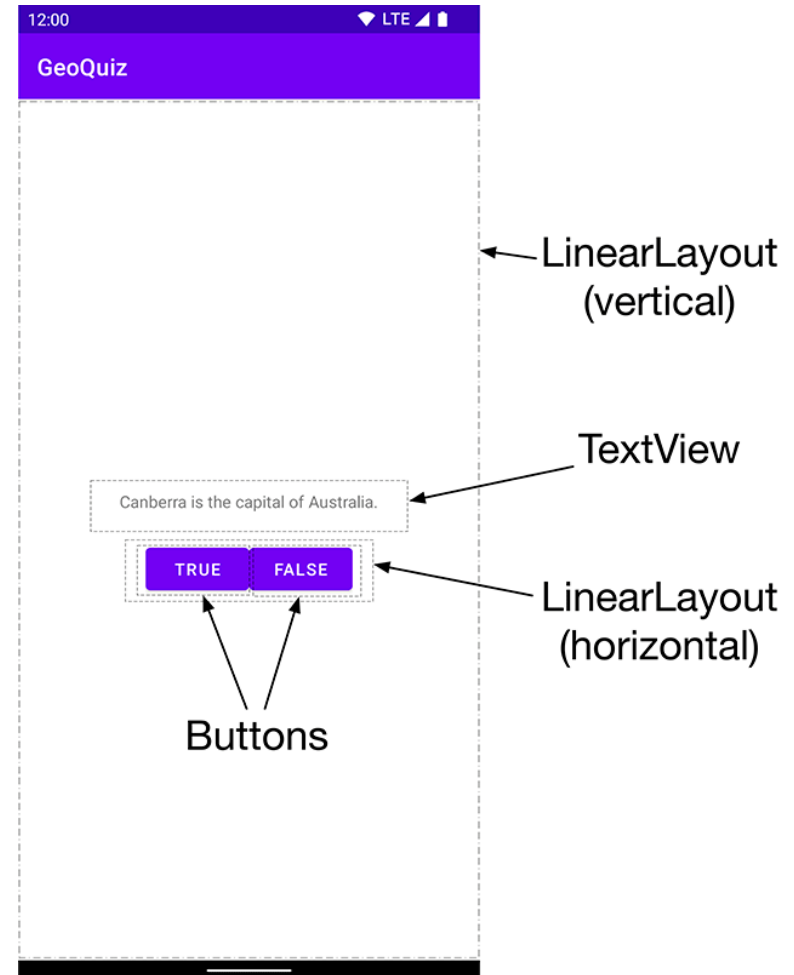 12:00 LTE
GeoQuiz
LinearLayout
(vertical)
TextView
Canberra is the capital of Australia.
TRUE FALSE
LinearLayout
(horizontal)
Buttons